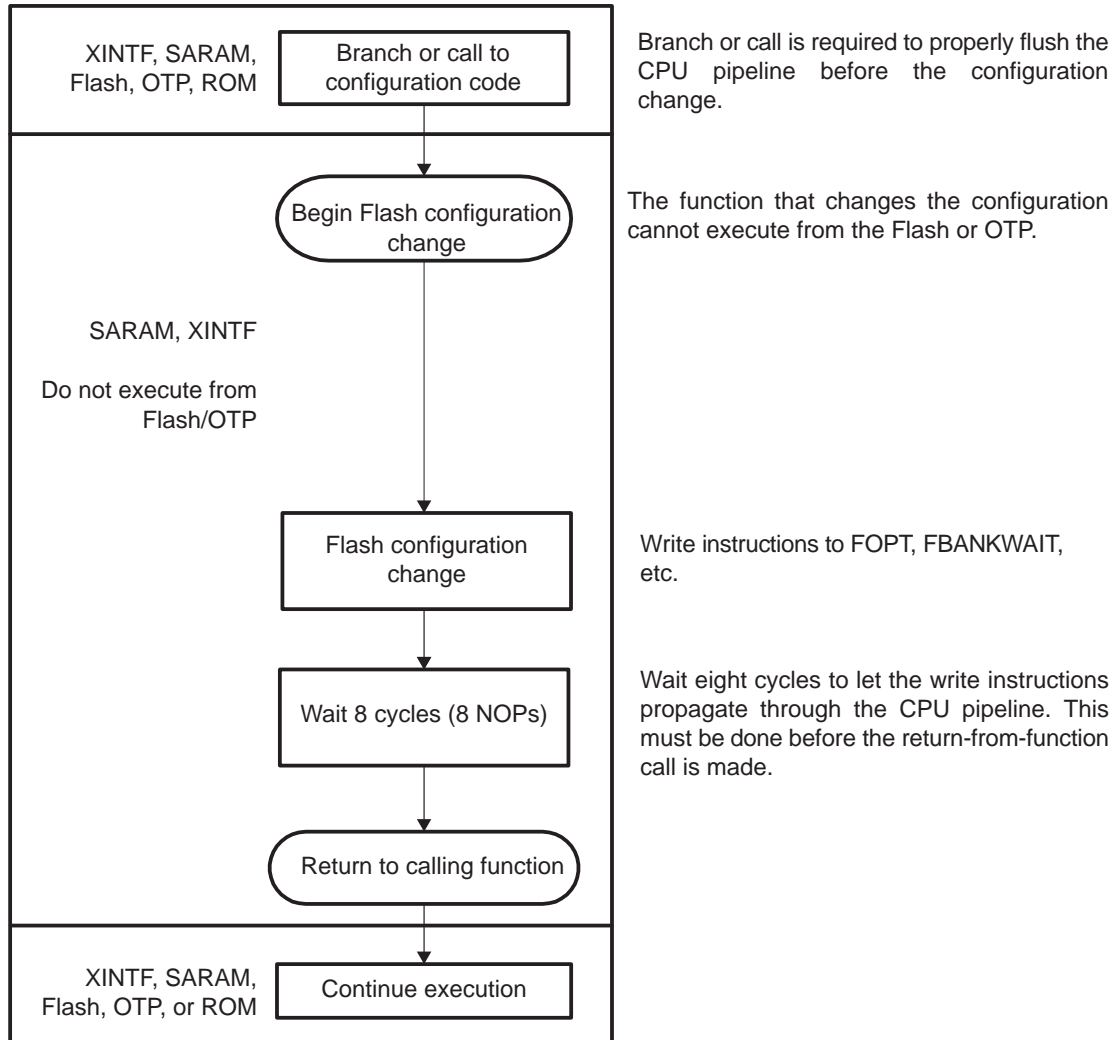 XINTF, SARAM,
Flash, OTP, ROM
Branch or call to
configuration code
Branch or call is required to properly flush the
CPU pipeline before the configuration
change.
Begin Flash configuration
change
The function that changes the configuration
cannot execute from the Flash or OTP.
SARAM, XINTF
Do not execute from
Flash/OTP
Flash configuration
change
Write instructions to FOPT, FBANKWAIT,
etc.
Wait 8 cycles (8 NOPs)
Wait eight cycles to let the write instructions
propagate through the CPU pipeline. This
must be done before the return-from-function
call is made.
Return to calling function
XINTF, SARAM,
Flash, OTP, or ROM
Continue execution